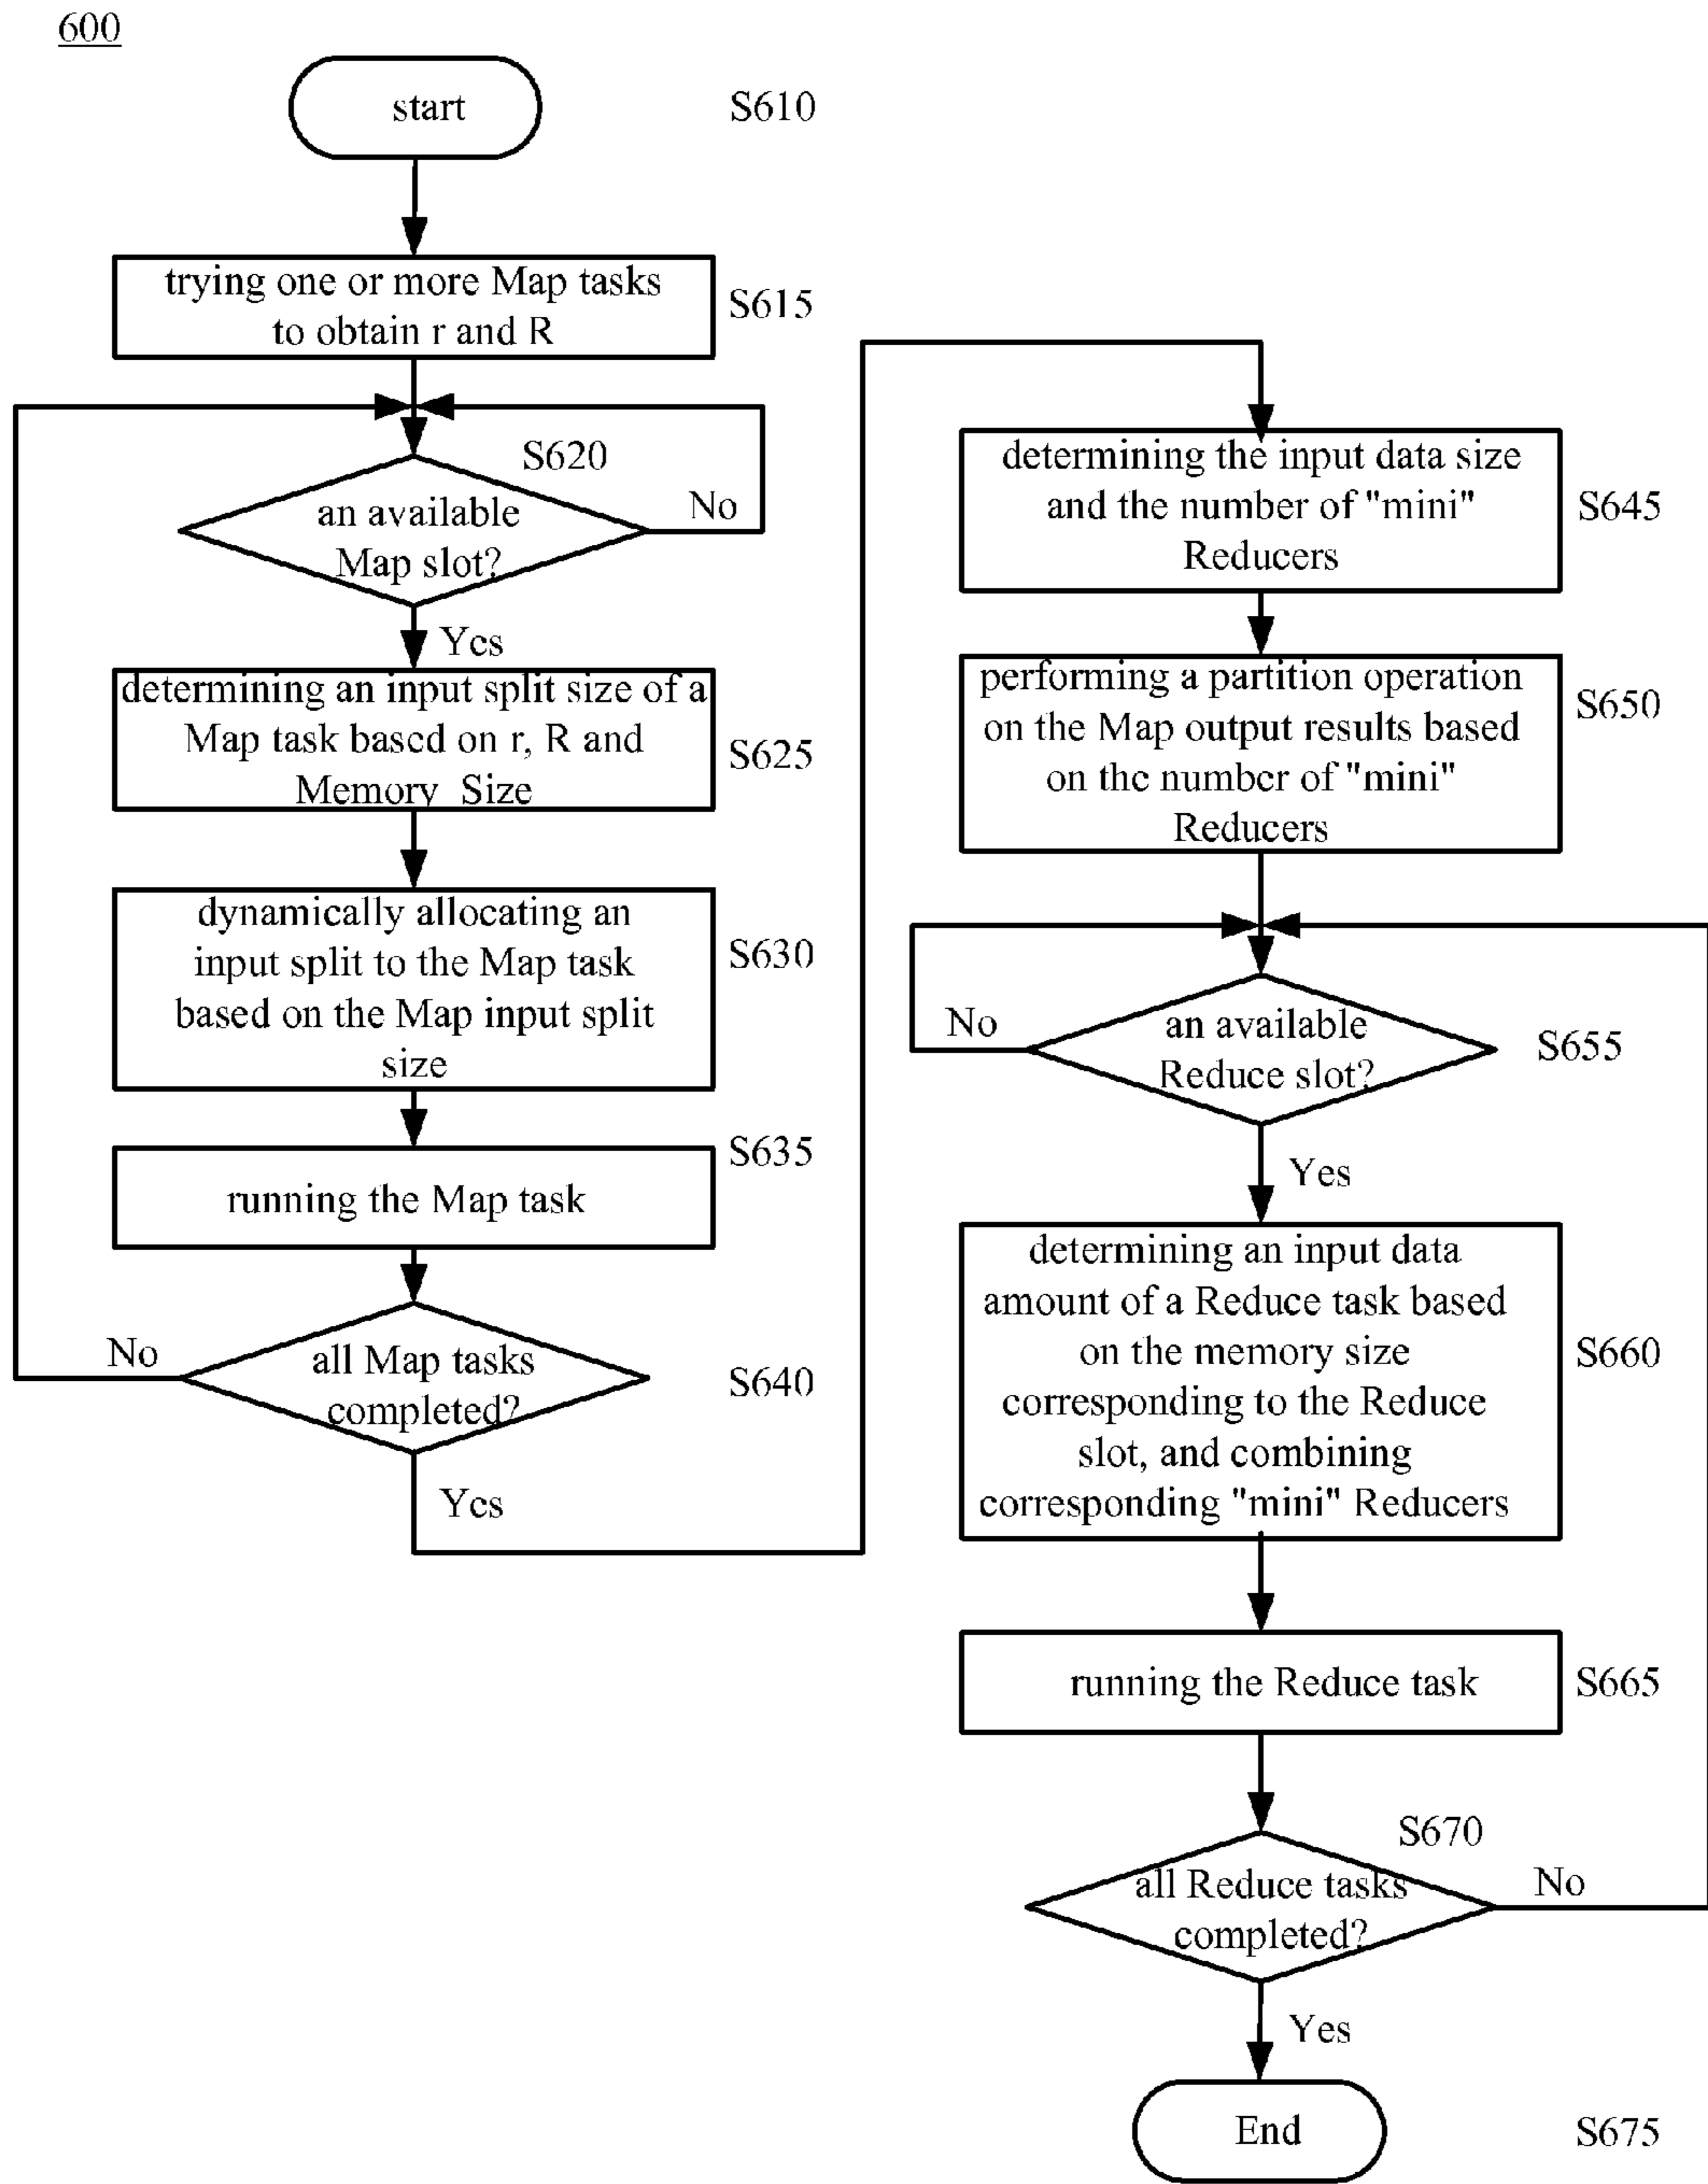 600
start
S610
trying one or more Map tasks
to obtain r and R
S615
S620
an available
Map slot?
No
Yes
determining an input split size of a
Map task based on r, R and
Memory_Size
S625
dynamically allocating an
input split to the Map task
based on the Map input split
size
S630
S635
running the Map task
No
all Map tasks
completed?
S640
Yes
determining the input data size
and the number of "mini"
Reducers
S645
performing a partition operation
on the Map output results based
on the number of "mini"
Reducers
S650
No
an available
Reduce slot?
S655
Yes
determining an input data
amount of a Reduce task based
on the memory size
corresponding to the Reduce
slot, and combining
corresponding "mini" Reducers
S660
running the Reduce task
S665
S670
all Reduce tasks
completed?
No
Yes
End
S675